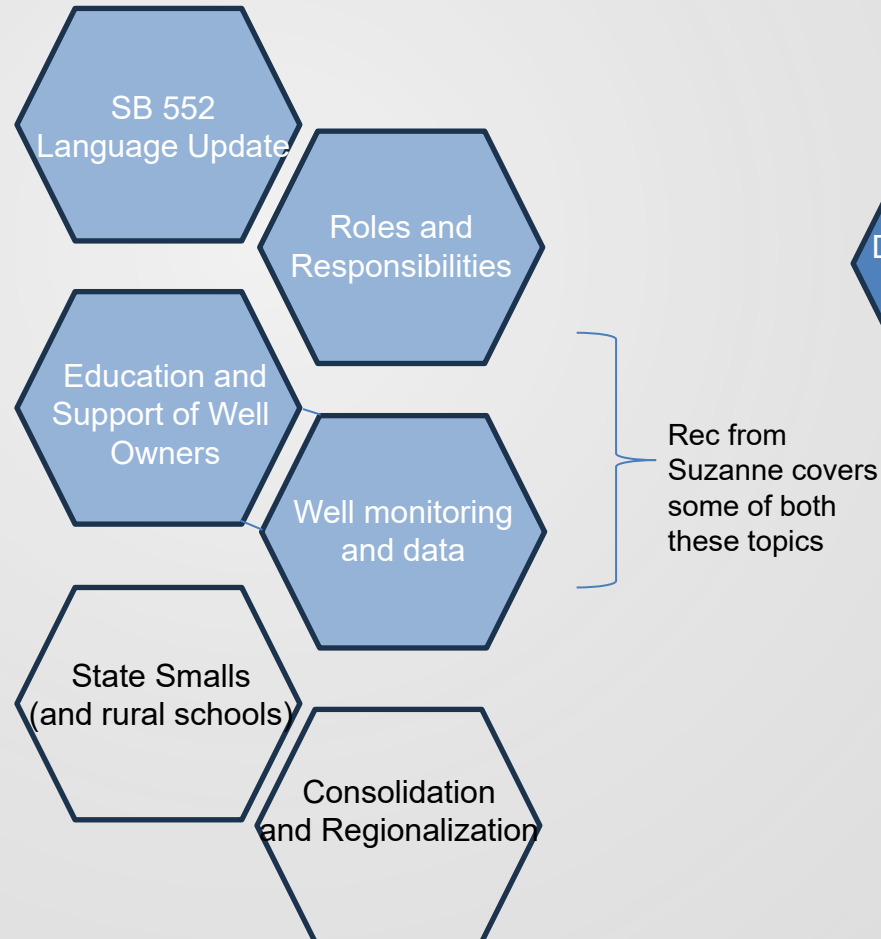 SB 552
Language Update
Roles and
Responsibilities
Education and
Support of Well
Owners
Well monitoring
and data
Rec from
Suzanne covers
some of both
these topics
State Smalls
(and rural schools)
Consolidation
and Regionalization